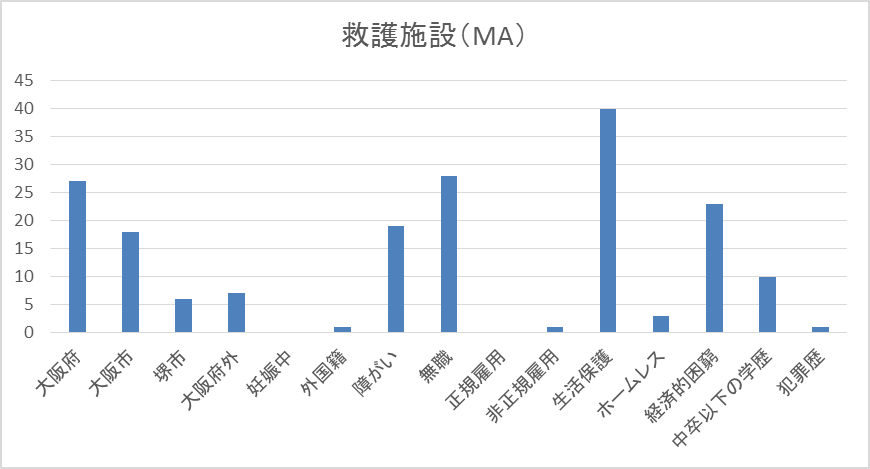 救護施設（MA）
45
40
35
30
25
20
15
10
5
0
大阪府
大阪市
堺市
大阪府外
妊娠中
外国籍
障がい
無職
正規雇用
非正規雇用
生活保護
ホームレス
経済的困窮
中卒以下の学歴
犯罪歴